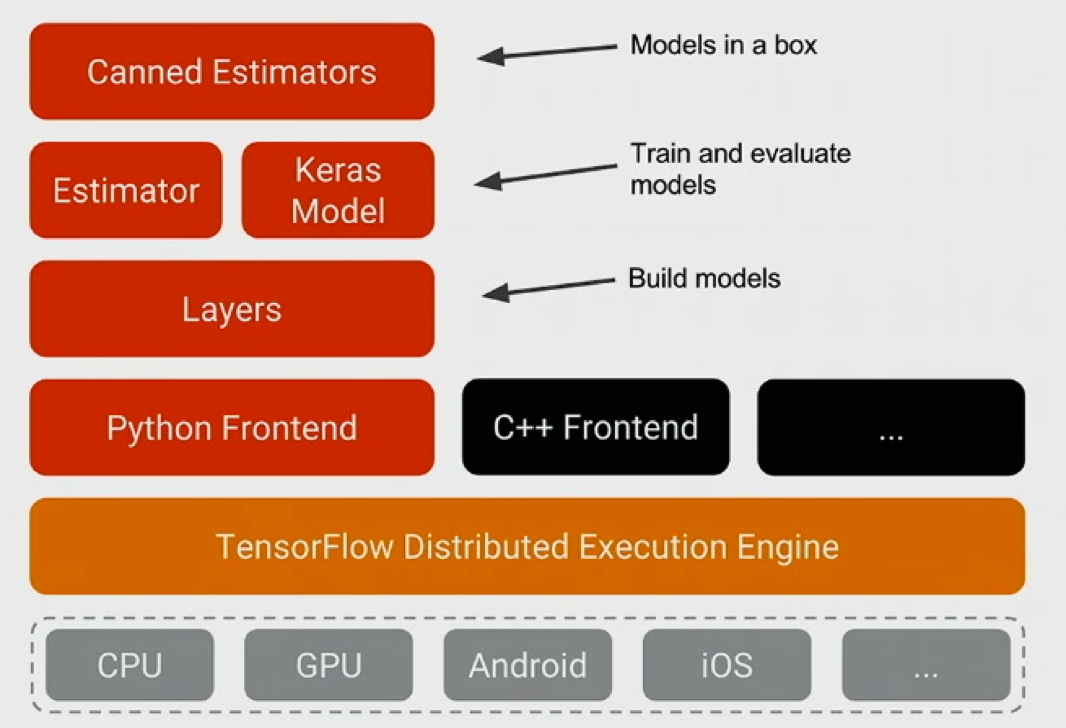 Canned Estimators
Models in a box
Estimator
Keras
Model
Train and evaluate
models
Layers
Build models
Python Frontend
C++ Frontend
...
TensorFlow Distributed Execution Engine
CPU
GPU
Android
iOS
...